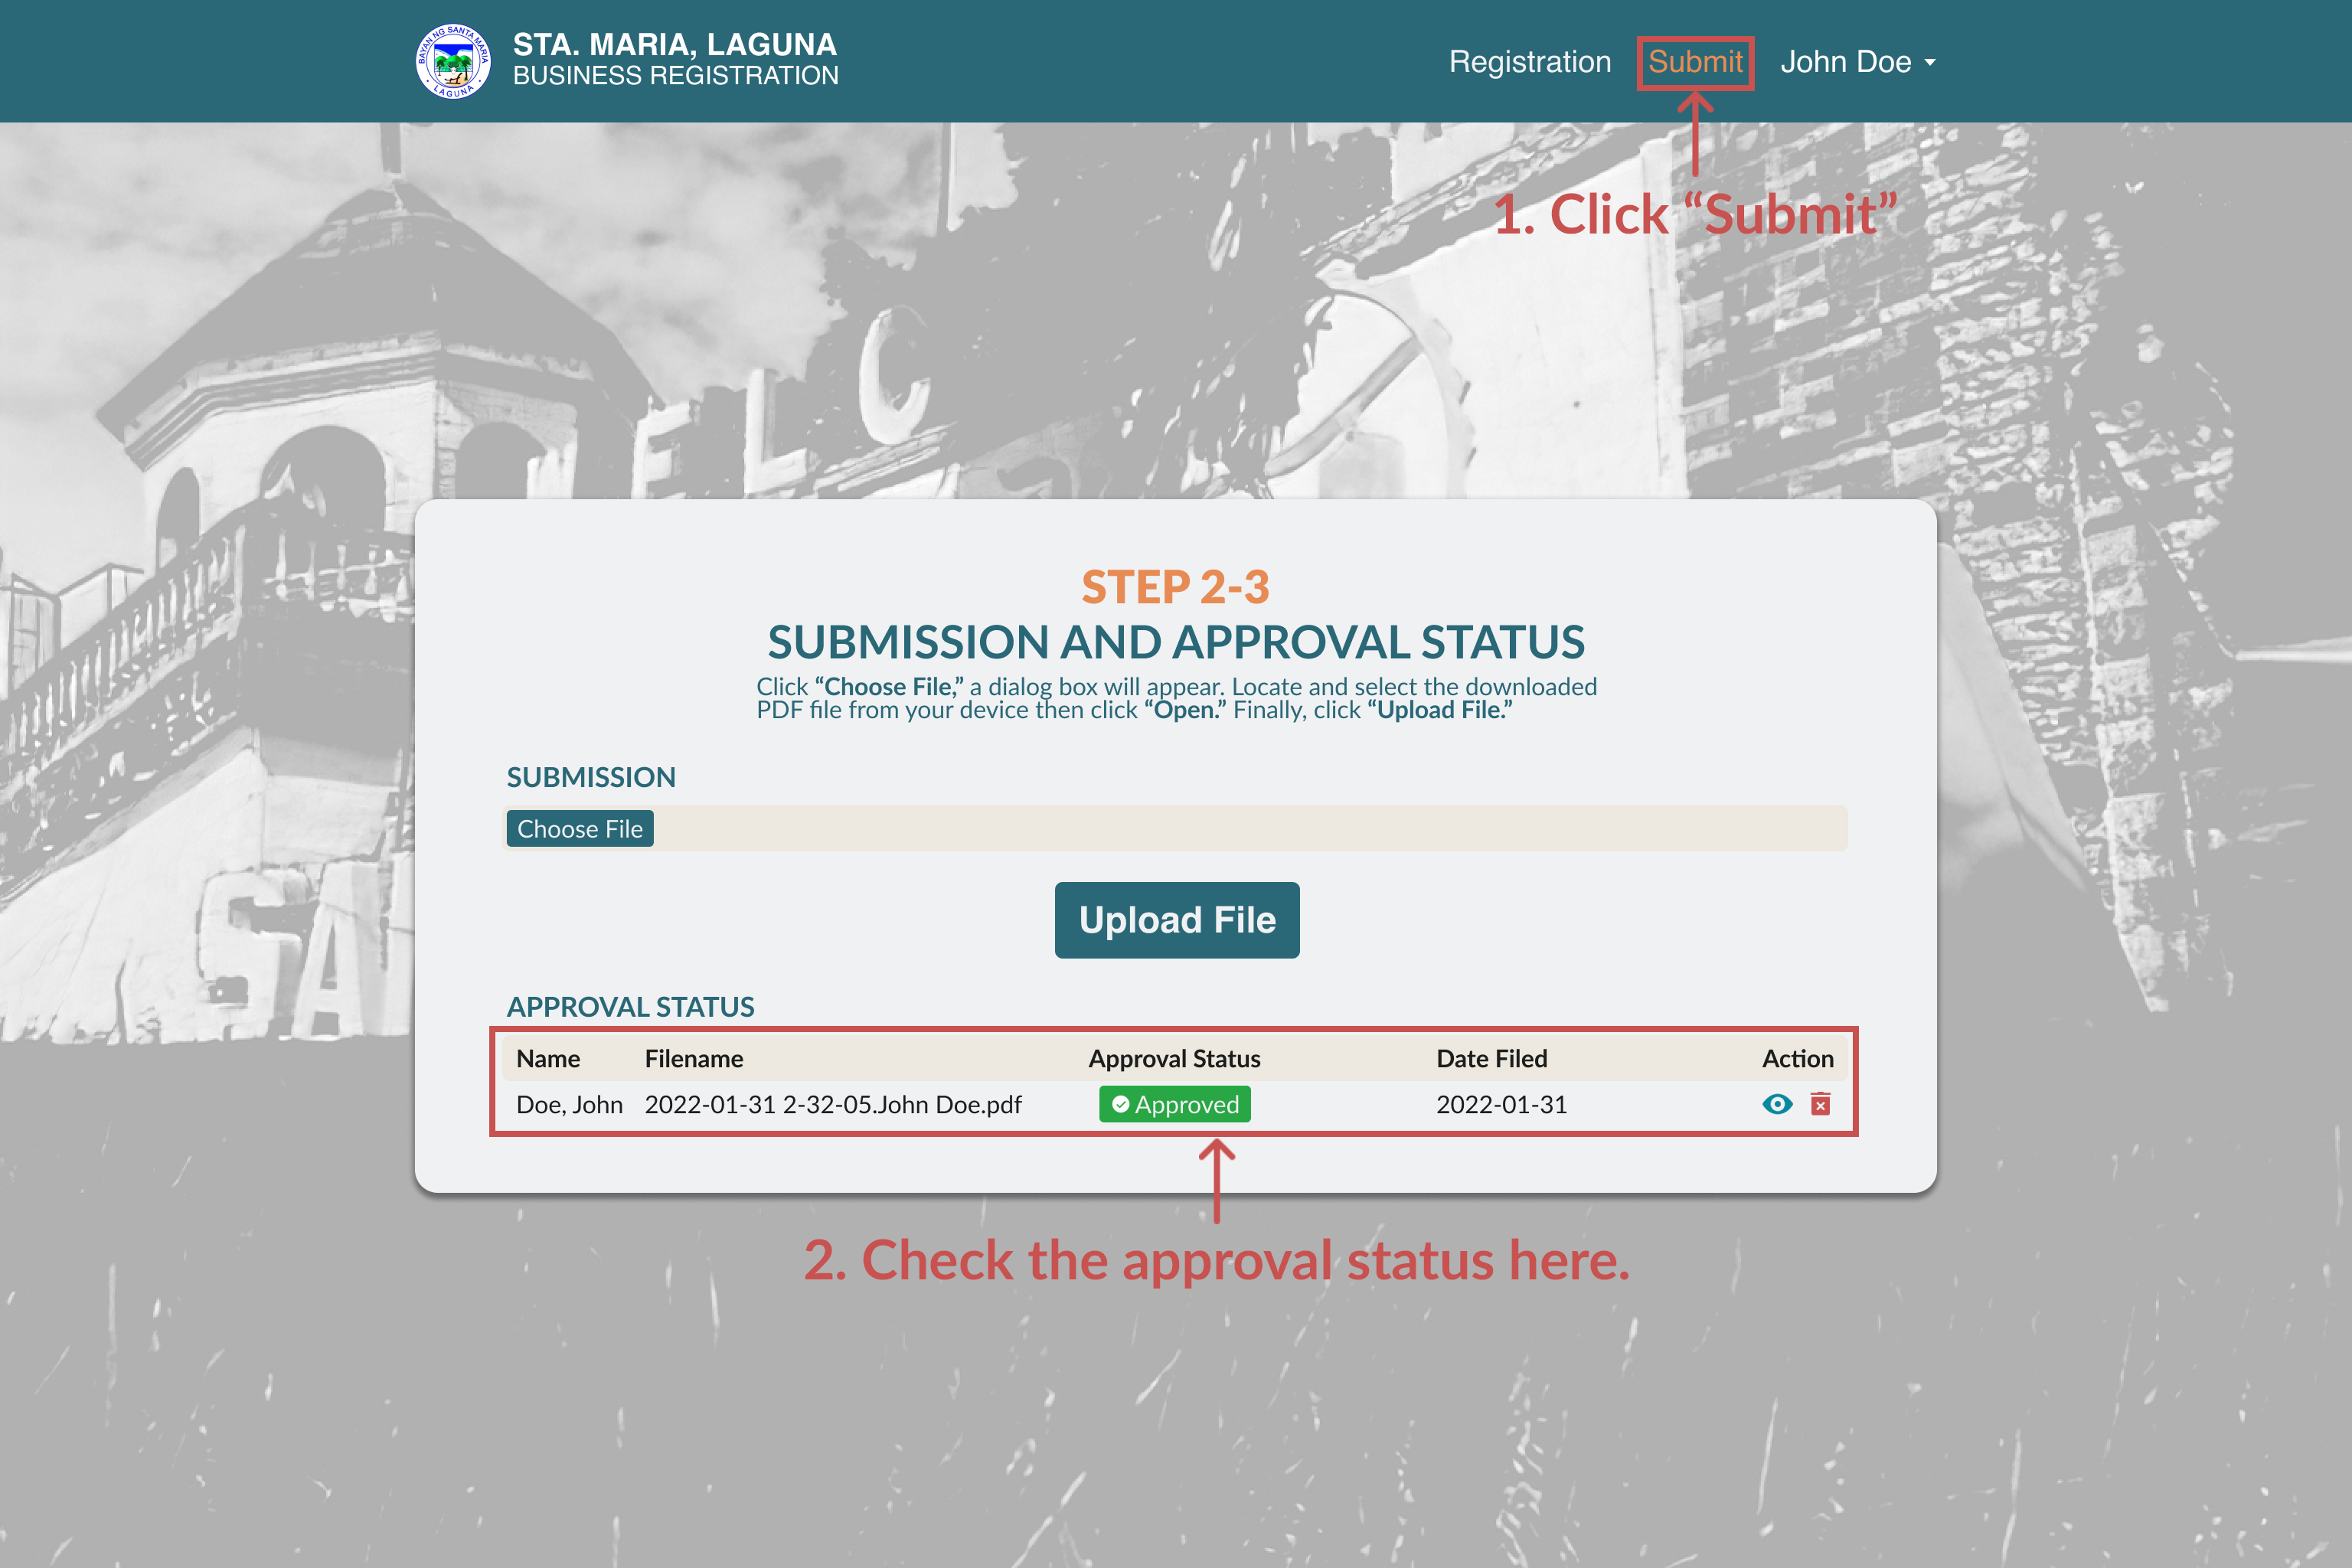 BAYAN NG SANTA MARIA
LAGUNA
STA. MARIA, LAGUNA
BUSINESS REGISTRATION
Registration
Submit
John Doe
1. Click “Submit”
ELC
SA
STEP 2-3
SUBMISSION AND APPROVAL STATUS
Click “Choose File,” a dialog box will appear. Locate and select the downloaded
PDF file from your device then click “Open.” Finally, click “Upload File.”
SUBMISSION
Choose File
Upload File
APPROVAL STATUS
Name Filename Approval Status Date Filed Action
Doe, John 2022-01-31 2-32-05.John Doe.pdf Approved 2022-01-31
2. Check the approval status here.